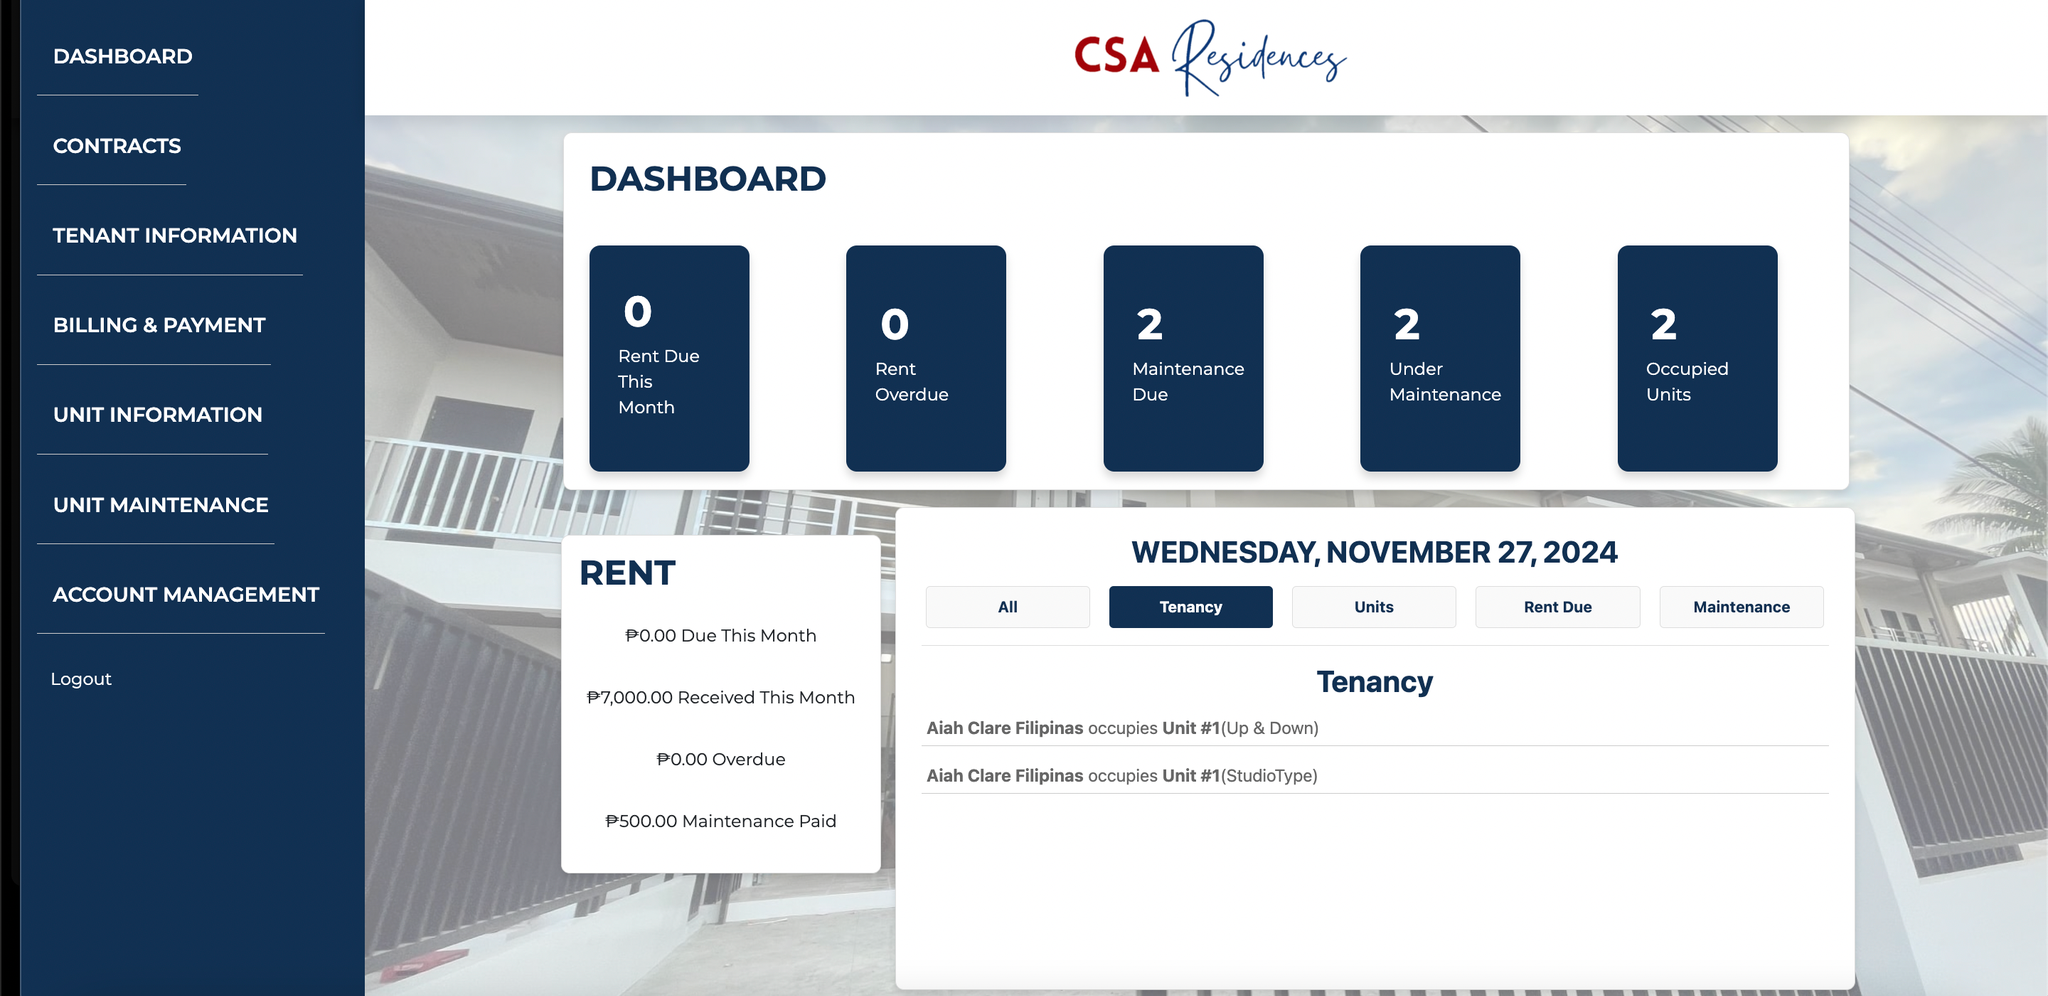 DASHBOARD
CONTRACTS
TENANT INFORMATION
BILLING & PAYMENT
UNIT INFORMATION
UNIT MAINTENANCE
ACCOUNT MANAGEMENT
Logout
CSA Residences
DASHBOARD
0
Rent Due
This
Month
0
Rent
Overdue
2
Maintenance
Due
2
Under
Maintenance
2
Occupied
Units
RENT
₱0.00 Due This Month
₱7,000.00 Received This Month
₱0.00 Overdue
₱500.00 Maintenance Paid
WEDNESDAY, NOVEMBER 27, 2024
All Tenancy Units Rent Due Maintenance
Tenancy
Aiah Clare Filipinas occupies Unit #1(Up & Down)
Aiah Clare Filipinas occupies Unit #1(StudioType)